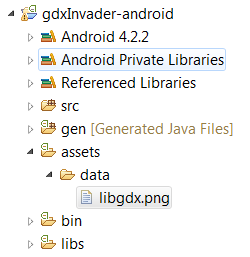 gdxInvader-android
Android 4.2.2
Android Private Libraries
Referenced Libraries
src
gen [Generated Java Files]
assets
data
libgdx.png
bin
libs